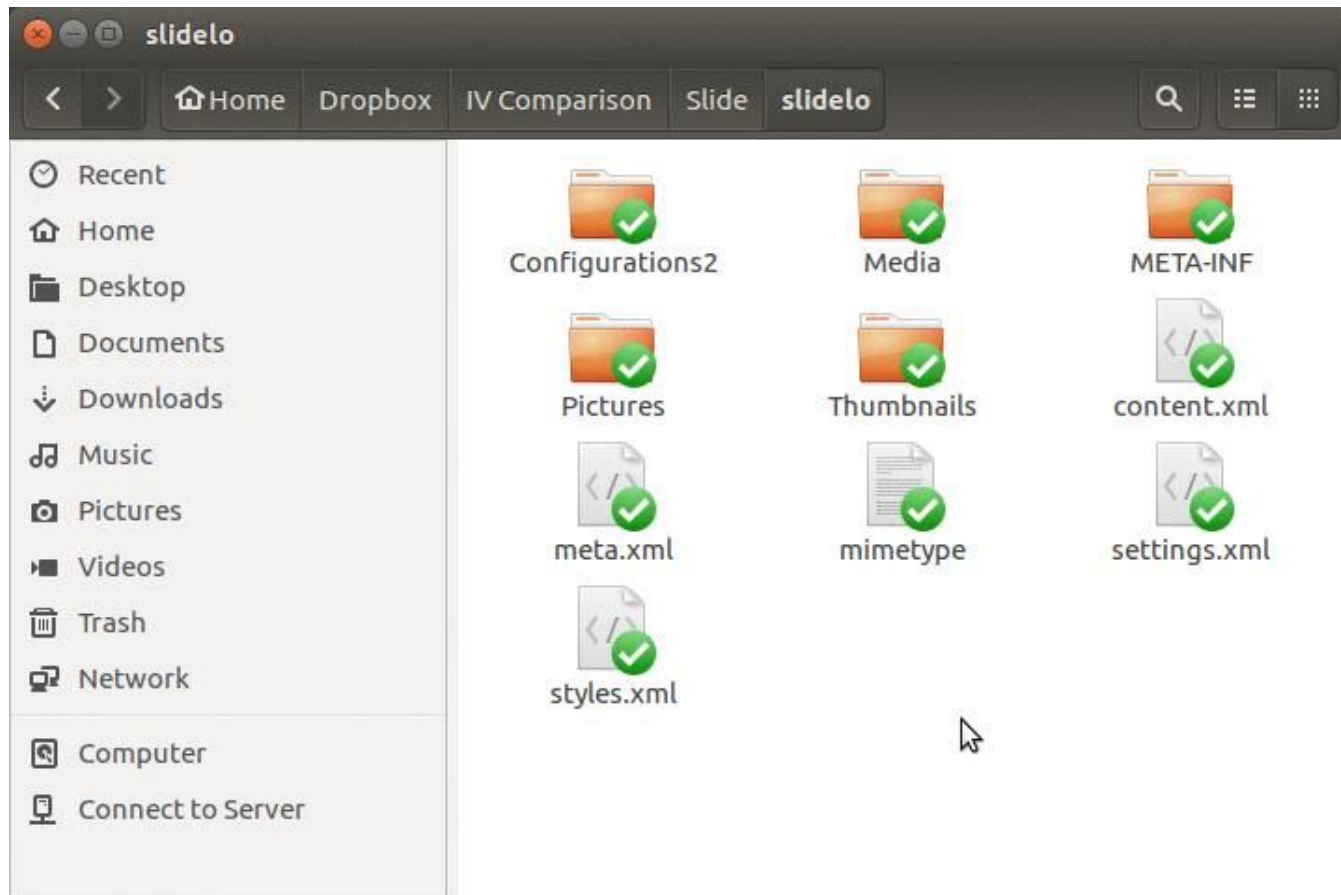 slidelo
Home Dropbox IV Comparison Slide slidelo
Recent
Home
Desktop
Documents
Downloads
Music
Pictures
Videos
Trash
Network
Computer
Connect to Server
Configurations2 Media META-INF
Pictures Thumbnails content.xml
meta.xml mimetype settings.xml
styles.xml